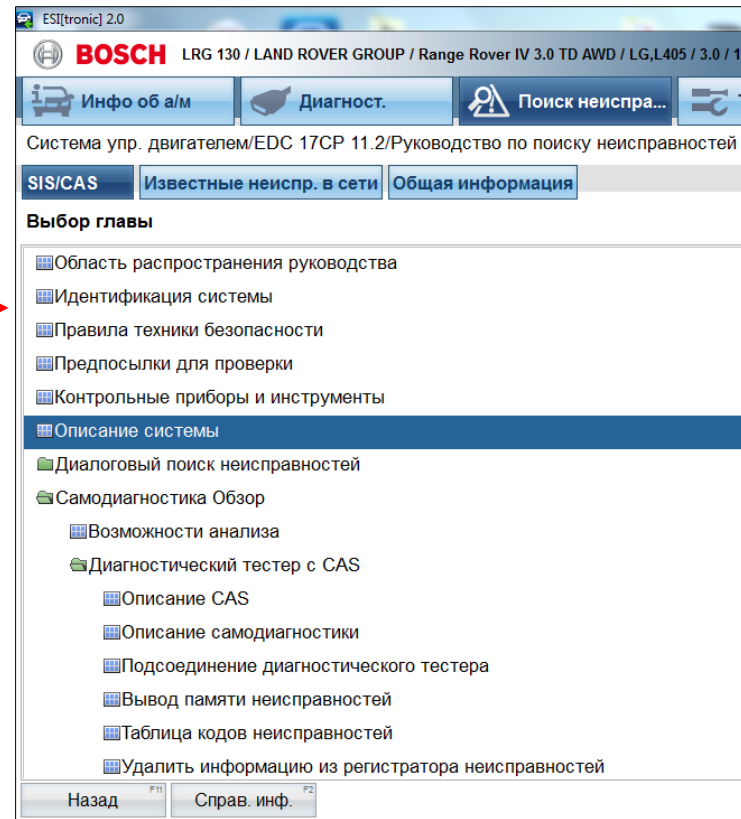 ESI[tronic] 2.0
BOSCH LRG 130 / LAND ROVER GROUP / Range Rover IV 3.0 TD AWD / LG,L405 / 3.0 / 1
Инфо об а/м Диагност. Поиск неиспра...
Система упр. двигателем/EDC 17CP 11.2/Руководство по поиску неисправностей
SIS/CAS Известные неиспр. в сети Общая информация
Выбор главы
Область распространения руководства
Идентификация системы
Правила техники безопасности
Предпосылки для проверки
Контрольные приборы и инструменты
Описание системы
Диалоговый поиск неисправностей
Самодиагностика Обзор
Возможности анализа
Диагностический тестер с CAS
Описание CAS
Описание самодиагностики
Подсоединение диагностического тестера
Вывод памяти неисправностей
Таблица кодов неисправностей
Удалить информацию из регистратора неисправностей
Назад F11 Справ. инф. F2